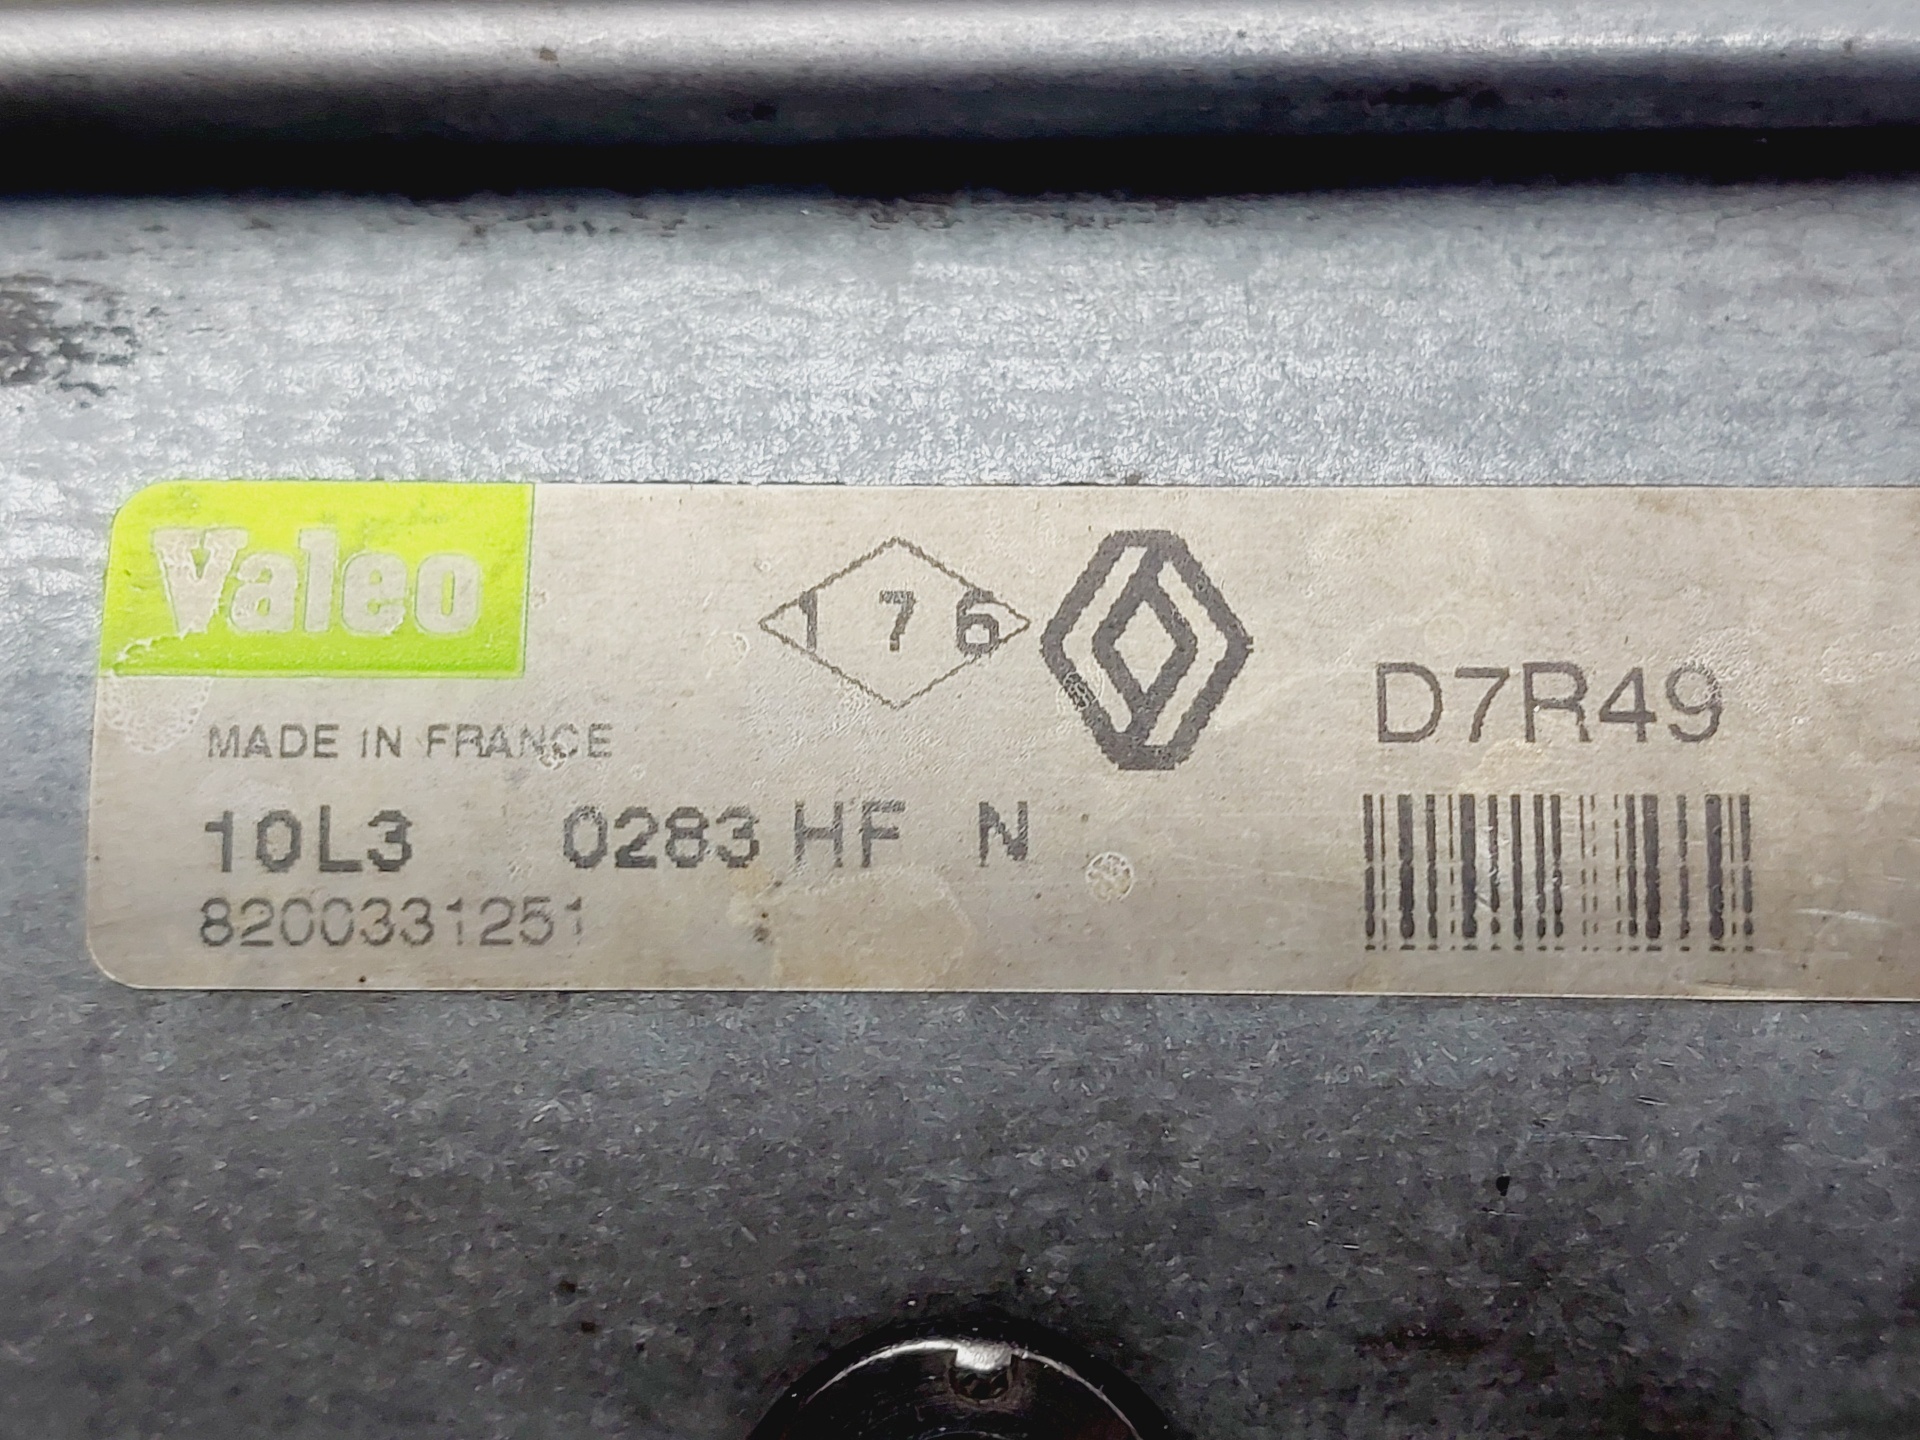 Valeo
176
D7R49
MADE IN FRANCE
10L3 0283 HF N
8200331251